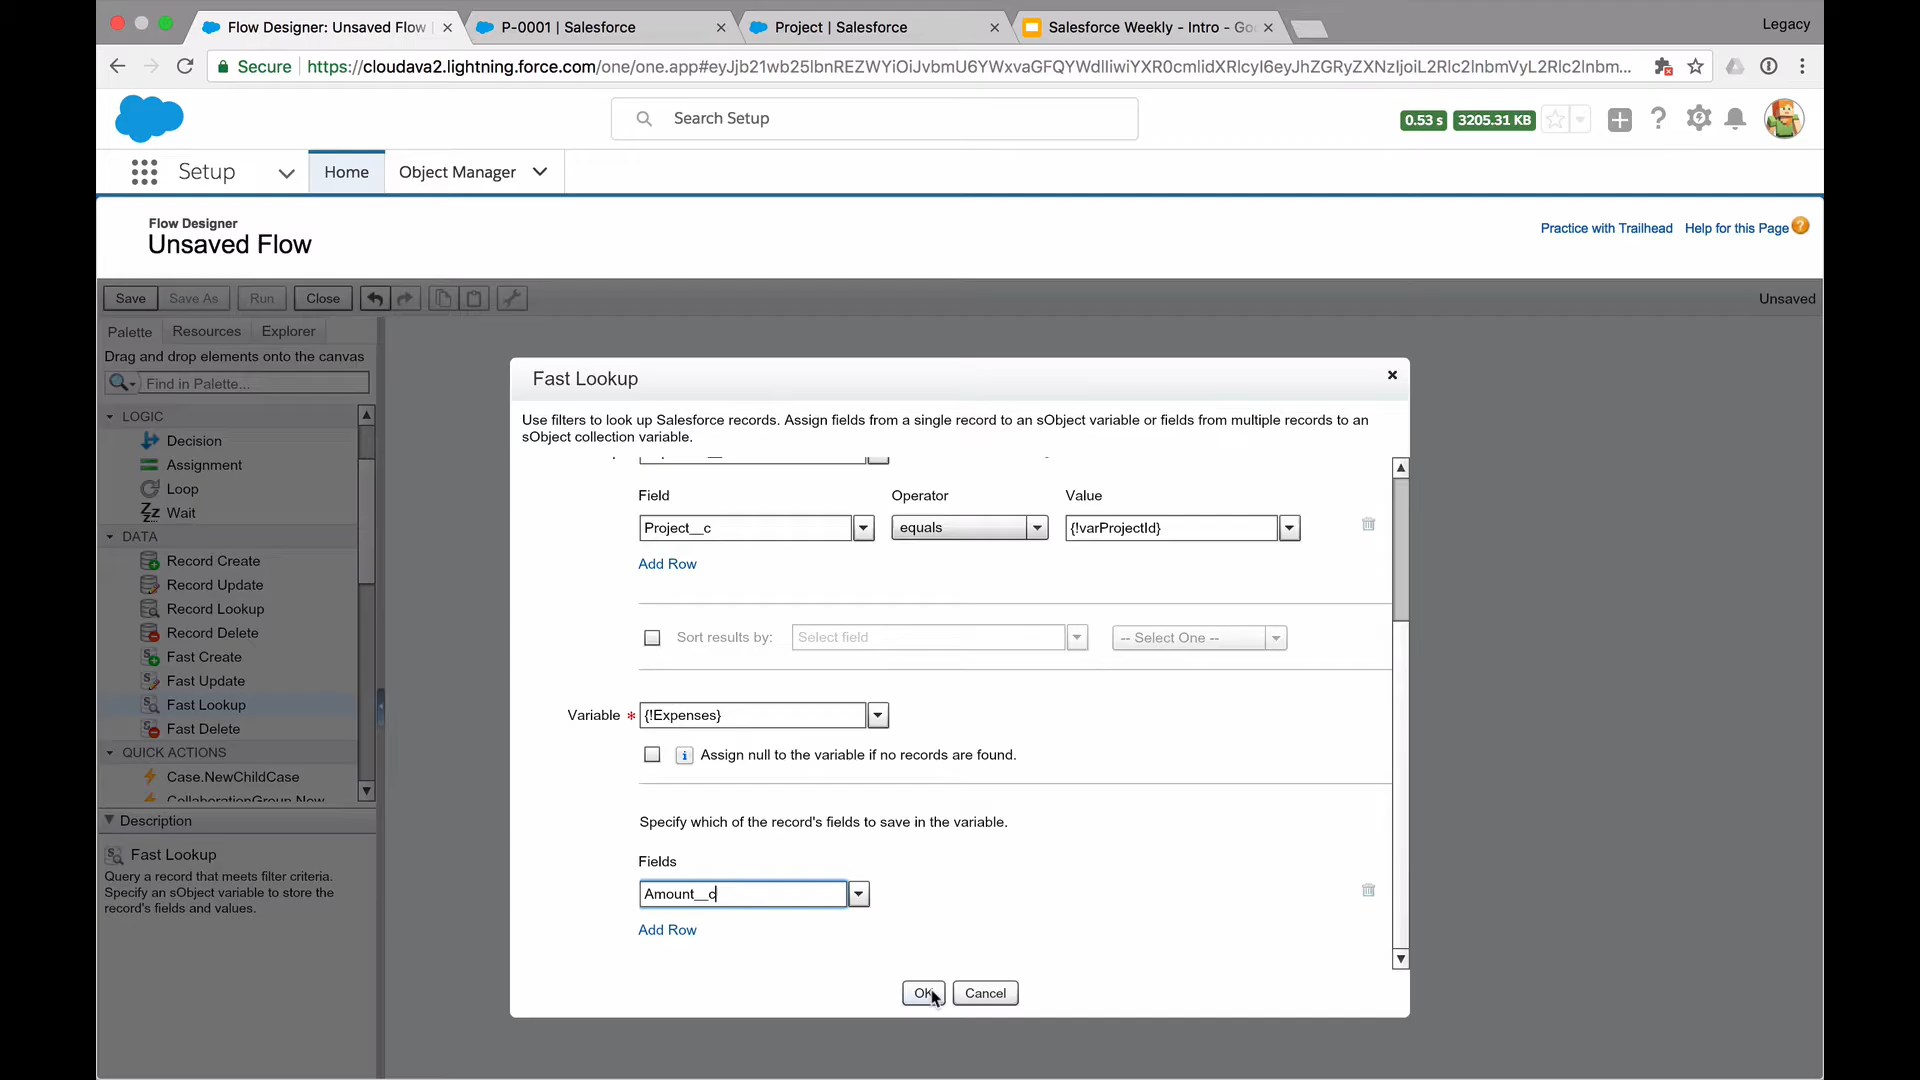 Flow Designer: Unsaved Flow
P-0001 | Salesforce
Project | Salesforce
Salesforce Weekly - Intro - Goo
Legacy
Secure
https://cloudava2.lightning.force.com/one/one.app#eyJjb21wb25lbnREZWYiOiJvbmU6YWxvaGFQYWdlIiwiYXR0cmlidXRlcyI6eyJhZGRyZXNzIjoiL2Rlc2lnbmVyL2Rlc2lnbm...
Search Setup
0.53 s
3205.31 KB
Setup
Home
Object Manager
Flow Designer
Unsaved Flow
Practice with Trailhead
Help for this Page
Save
Save As
Run
Close
Unsaved
Palette
Resources
Explorer
Drag and drop elements onto the canvas
Find in Palette...
LOGIC
Decision
Assignment
Loop
Wait
DATA
Record Create
Record Update
Record Lookup
Record Delete
Fast Create
Fast Update
Fast Lookup
Fast Delete
QUICK ACTIONS
Case.NewChildCase
CollaborationGroup.New
Description
Fast Lookup
Query a record that meets filter criteria.
Specify an sObject variable to store the
record's fields and values.
Fast Lookup
Use filters to look up Salesforce records. Assign fields from a single record to an sObject variable or fields from multiple records to an
sObject collection variable.
Field
Operator
Value
Project__c
equals
{!varProjectId}
Add Row
Sort results by:
Select field
-- Select One --
Variable *
{!Expenses}
Assign null to the variable if no records are found.
Specify which of the record's fields to save in the variable.
Fields
Amount__c
Add Row
OK
Cancel